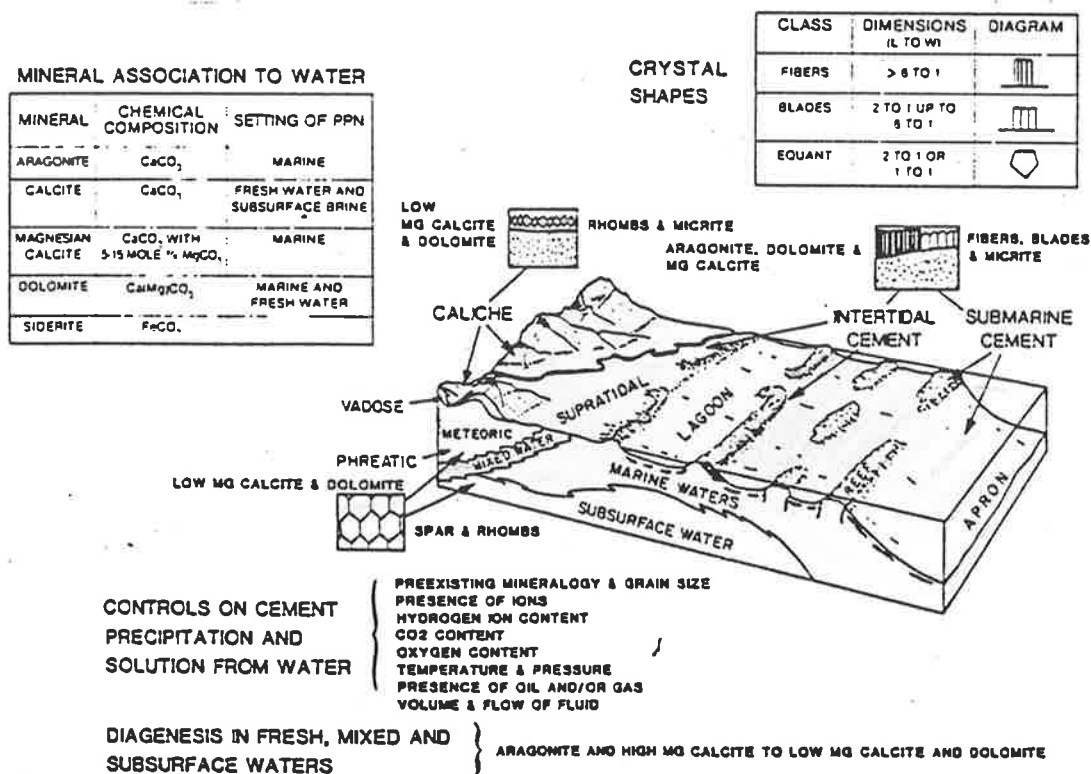 MINERAL ASSOCIATION TO WATER
MINERAL CHEMICAL COMPOSITION SETTING OF PPN
ARAGONITE CaCO3 MARINE
CALCITE CaCO3 FRESH WATER AND SUBSURFACE BRINE
MAGNESIAN CALCITE CaCO3 WITH 5-15 MOLE % MgCO3 MARINE
DOLOMITE Ca(Mg)CO3 MARINE AND FRESH WATER
SIDERITE FeCO3
CRYSTAL
SHAPES
CLASS DIMENSIONS (L TO W) DIAGRAM
FIBERS > 6 TO 1
BLADES 2 TO 1 UP TO 6 TO 1
EQUANT 2 TO 1 OR 1 TO 1
LOW
MG CALCITE
& DOLOMITE
RHOMBS & MICRITE
ARAGONITE, DOLOMITE &
MG CALCITE
FIBERS, BLADES
& MICRITE
CALICHE
INTERTIDAL
CEMENT
SUBMARINE
CEMENT
VADOSE
SUPRATIDAL
LAGOON
METEORIC
MIXED WATER
PHREATIC
REEF
MARINE WATERS
APRON
LOW MG CALCITE & DOLOMITE
SUBSURFACE WATER
SPAR & RHOMBS
CONTROLS ON CEMENT
PRECIPITATION AND
SOLUTION FROM WATER
PREEXISTING MINERALOGY & GRAIN SIZE
PRESENCE OF IONS
HYDROGEN ION CONTENT
CO2 CONTENT
OXYGEN CONTENT
TEMPERATURE & PRESSURE
PRESENCE OF OIL AND/OR GAS
VOLUME & FLOW OF FLUID
DIAGENESIS IN FRESH, MIXED AND
SUBSURFACE WATERS
ARAGONITE AND HIGH MG CALCITE TO LOW MG CALCITE AND DOLOMITE